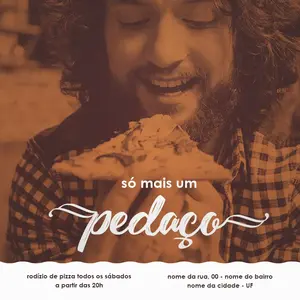 só mais um
pedaço
rodízio de pizza todos os sábados
a partir das 20h
nome da rua, 00 - nome do bairro
nome da cidade - UF